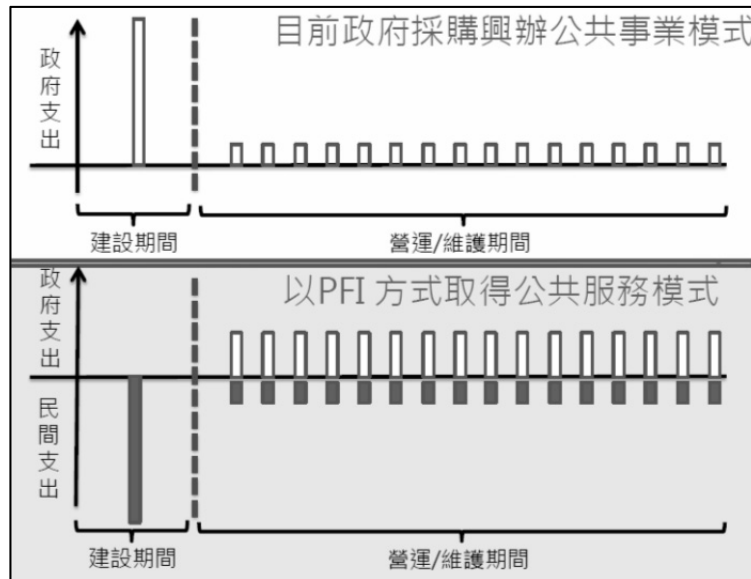 目前政府採購興辦公共事業模式
政府支出
建設期間
營運/維護期間
以PFI 方式取得公共服務模式
政府支出
民間支出
建設期間
營運/維護期間